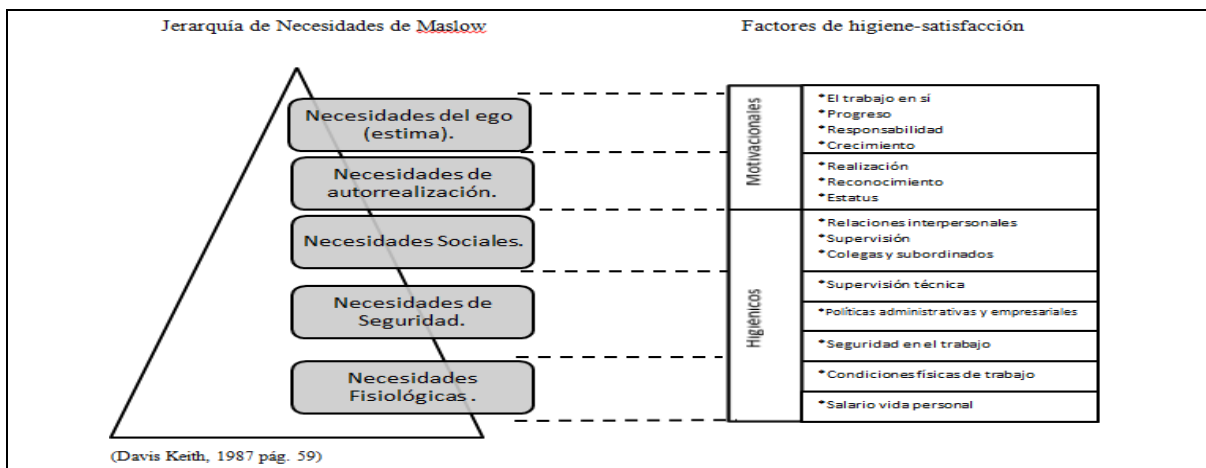 Jerarquía de Necesidades de Maslow
Factores de higiene-satisfacción
Necesidades del ego
(estima).
Necesidades de
autorrealización.
Necesidades Sociales.
Necesidades de
Seguridad.
Necesidades
Fisiológicas .
Motivacionales
*El trabajo en sí
*Progreso
*Responsabilidad
*Crecimiento
*Realización
*Reconocimiento
*Estatus
Higiénicos
*Relaciones interpersonales
*Supervisión
*Colegas y subordinados
*Supervisión técnica
*Políticas administrativas y empresariales
*Seguridad en el trabajo
*Condiciones físicas de trabajo
*Salario vida personal
(Davis Keith, 1987 pág. 59)